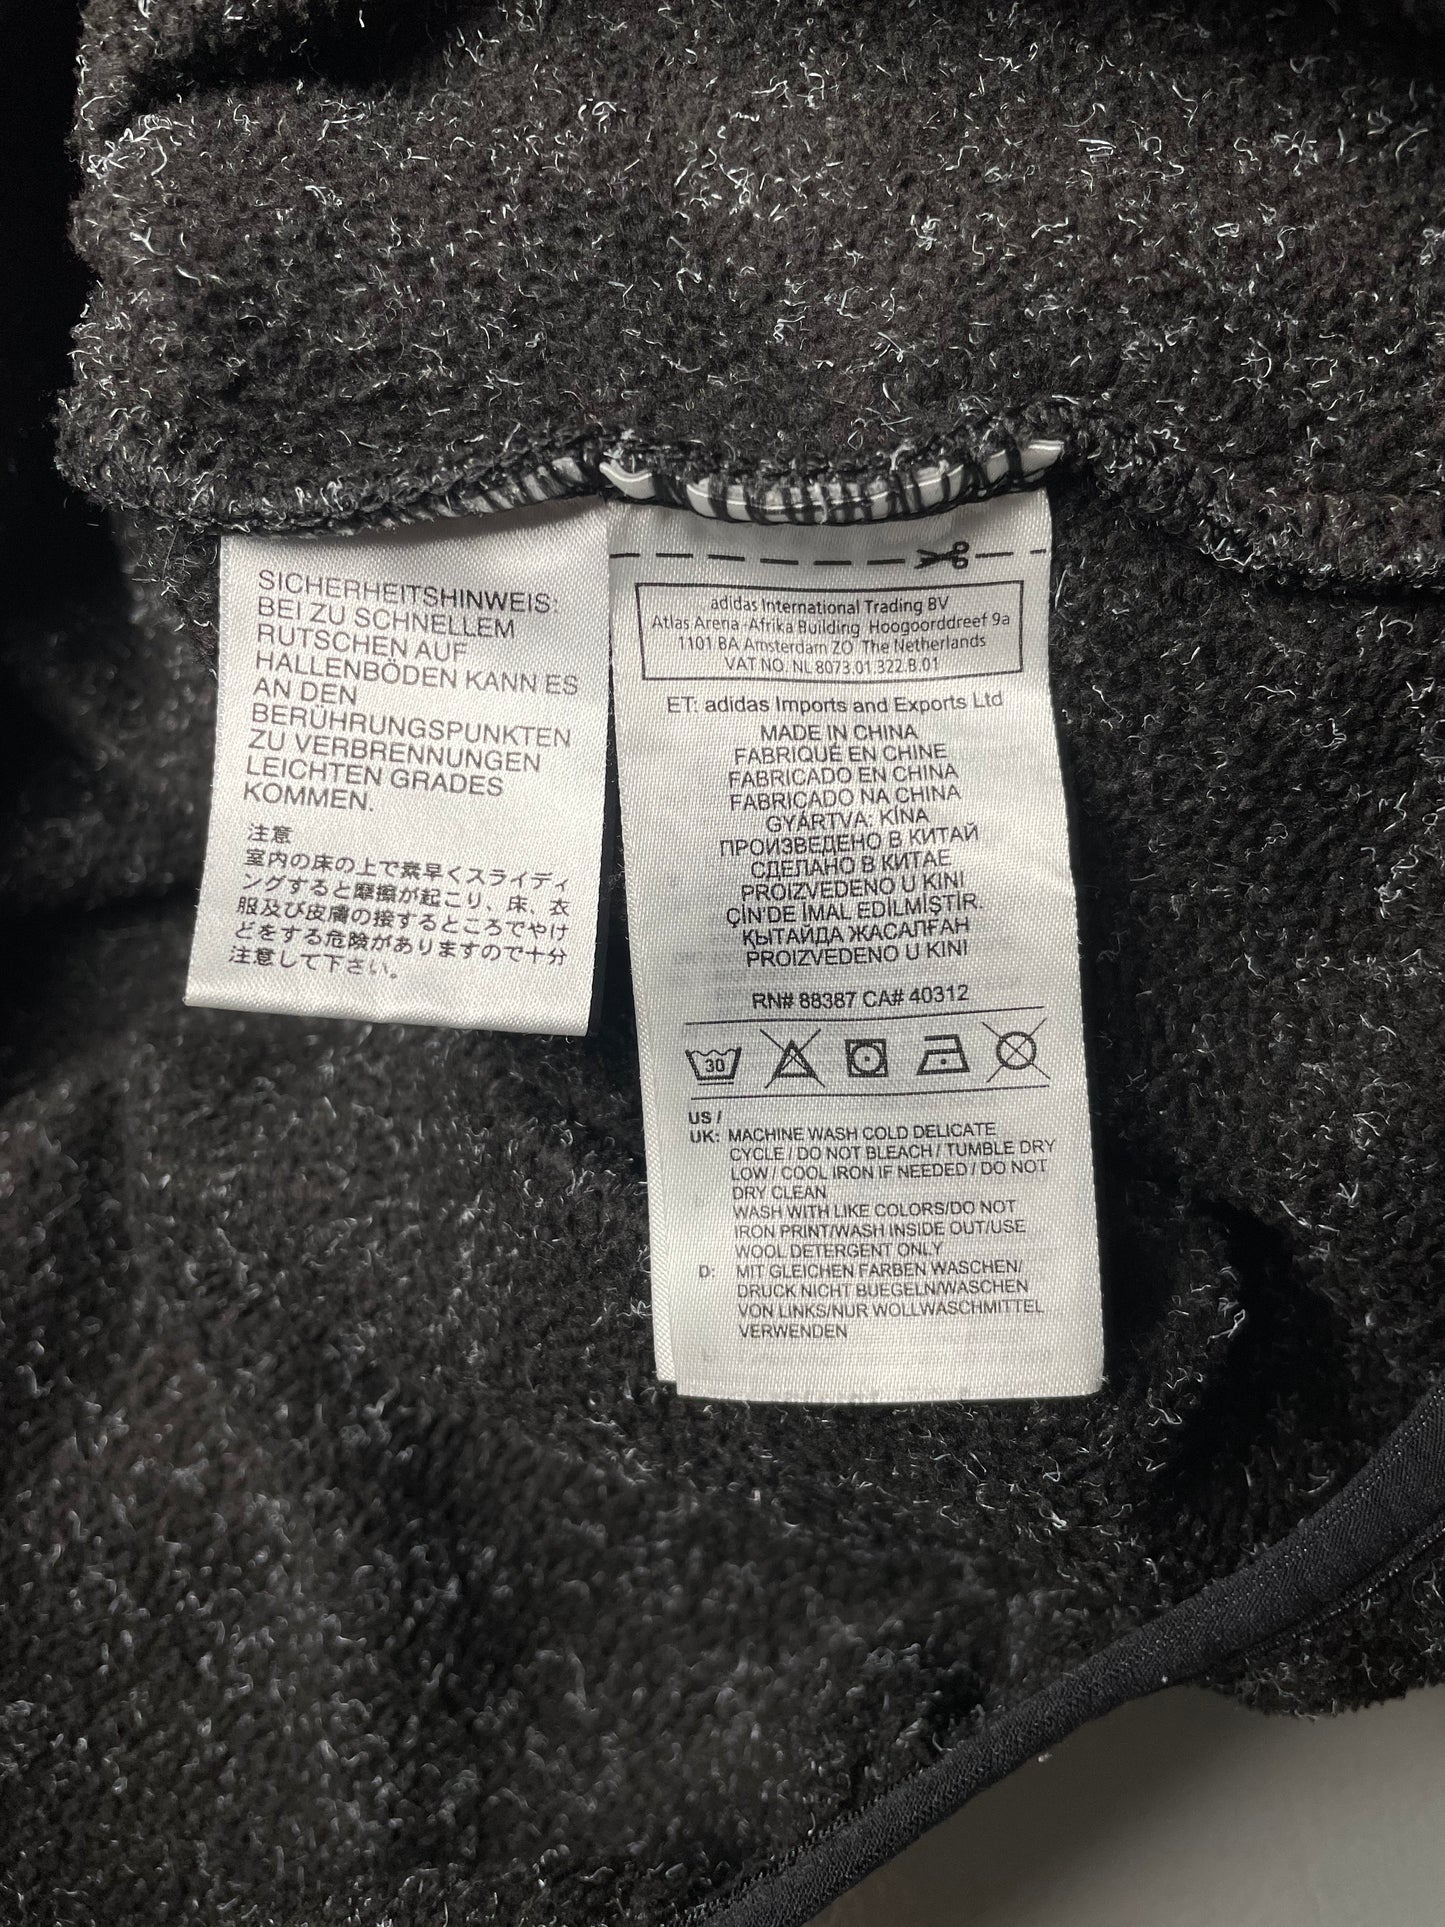 SICHERHEITSHINWEIS:
BEI ZU SCHNELLEM
RUTSCHEN AUF
HALLENBÖDEN KANN ES
AN DEN
BERÜHRUNGSPUNKTEN
ZU VERBRENNUNGEN
LEICHTEN GRADES
KOMMEN.
注意
室内の床の上で素早くスライディ
ングすると摩擦が起こり、床、衣
服及び皮膚の接するところでやけ
どをする危険がありますので十分
注意して下さい。
adidas International Trading BV
Atlas Arena -Afrika Building Hoogoorddreef 9a
1101 BA Amsterdam ZO The Netherlands
VAT NO. NL 8073.01.322.B.01
ET: adidas Imports and Exports Ltd
MADE IN CHINA
FABRIQUÉ EN CHINE
FABRICADO EN CHINA
FABRICADO NA CHINA
GYÁRTVA: KÍNA
ПРОИЗВЕДЕНО В КИТАЙ
СДЕЛАНО В КИТАЕ
PROIZVEDENO U KINI
ÇİN'DE İMAL EDİLMİŞTİR.
ҚЫТАЙДА ЖАСАЛҒАН
PROIZVEDENO U KINI
RN# 88387 CA# 40312
30
US /
UK: MACHINE WASH COLD DELICATE
CYCLE / DO NOT BLEACH / TUMBLE DRY
LOW / COOL IRON IF NEEDED / DO NOT
DRY CLEAN
WASH WITH LIKE COLORS/DO NOT
IRON PRINT/WASH INSIDE OUT/USE
WOOL DETERGENT ONLY
D: MIT GLEICHEN FARBEN WASCHEN/
DRUCK NICHT BUEGELN/WASCHEN
VON LINKS/NUR WOLLWASCHMITTEL
VERWENDEN